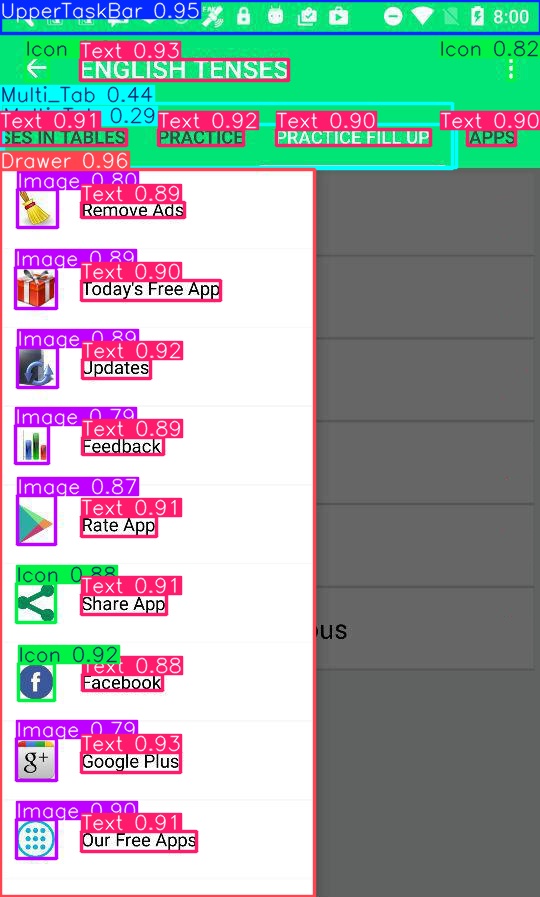 UpperTaskBar 0.95
8:00
Icon
Text 0.93
Icon 0.82
ENGLISH TENSES
Multi_Tab 0.44
Multi_Tab 0.29
Text 0.91
Text 0.92
Text 0.90
Text 0.90
SES IN TABLES
PRACTICE
PRACTICE FILL UP
APPS
Drawer 0.96
Image 0.80
Text 0.89
Remove Ads
Image 0.89
Text 0.90
Today's Free App
Image 0.89
Text 0.92
Updates
Image 0.79
Text 0.89
Feedback
Image 0.87
Text 0.91
Rate App
Icon 0.88
Text 0.91
Share App
ous
Icon 0.92
Text 0.88
Facebook
f
Image 0.79
Text 0.93
Google Plus
g+
Image 0.90
Text 0.91
Our Free Apps